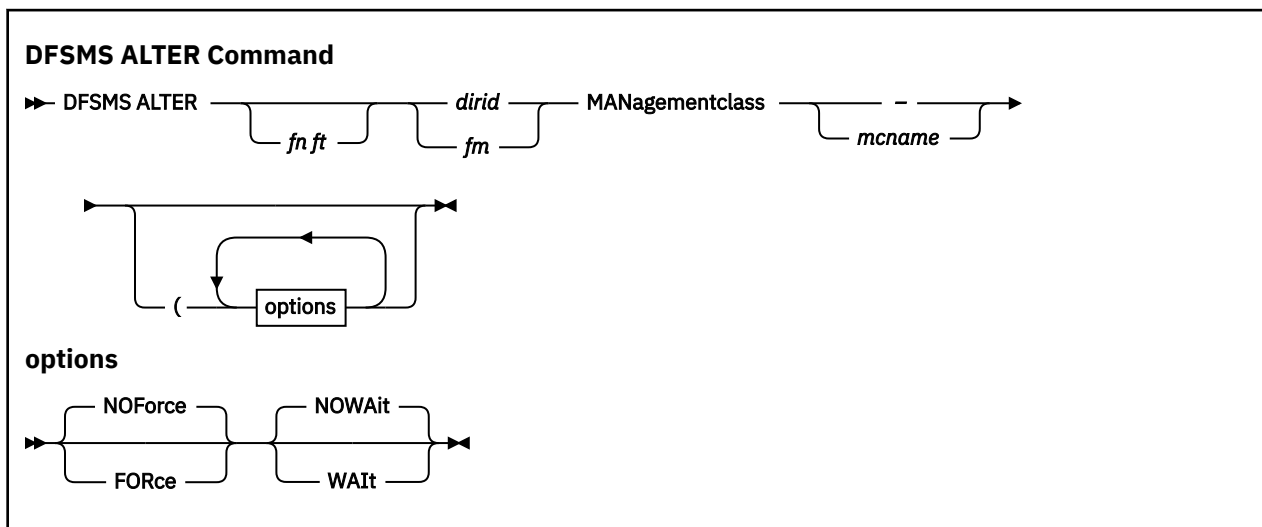 DFSMS ALTER Command
DFSMS ALTER fn ft dirid fm MANagementclass – mcname
( options
options
NOForce NOWAit
FORce WAIt